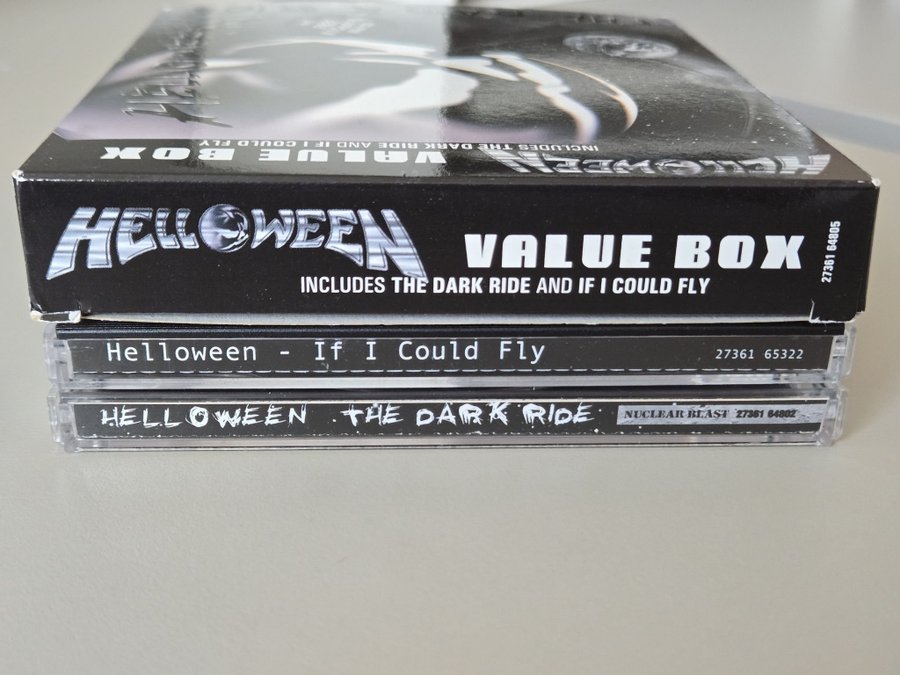 HELLOWEEN
VALUE BOX
INCLUDES THE DARK RIDE AND IF I COULD FLY
HELLOWEEN VALUE BOX
INCLUDES THE DARK RIDE AND IF I COULD FLY
27361 64805
Helloween - If I Could Fly 27361 65322
HELLOWEEN THE DARK RIDE NUCLEAR BLAST 27361 64802